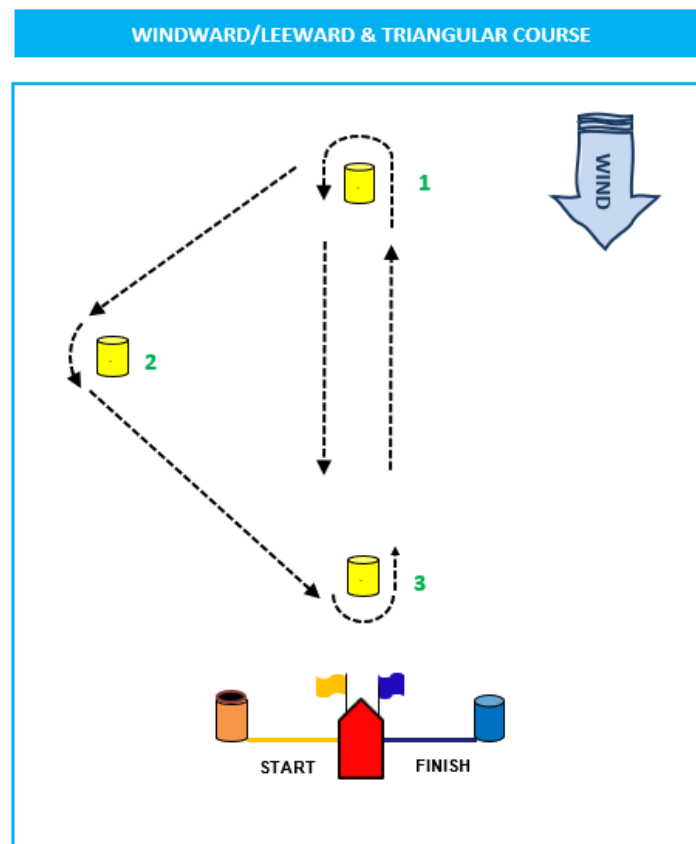 WINDWARD/LEEWARD & TRIANGULAR COURSE
1
WIND
2
3
START FINISH